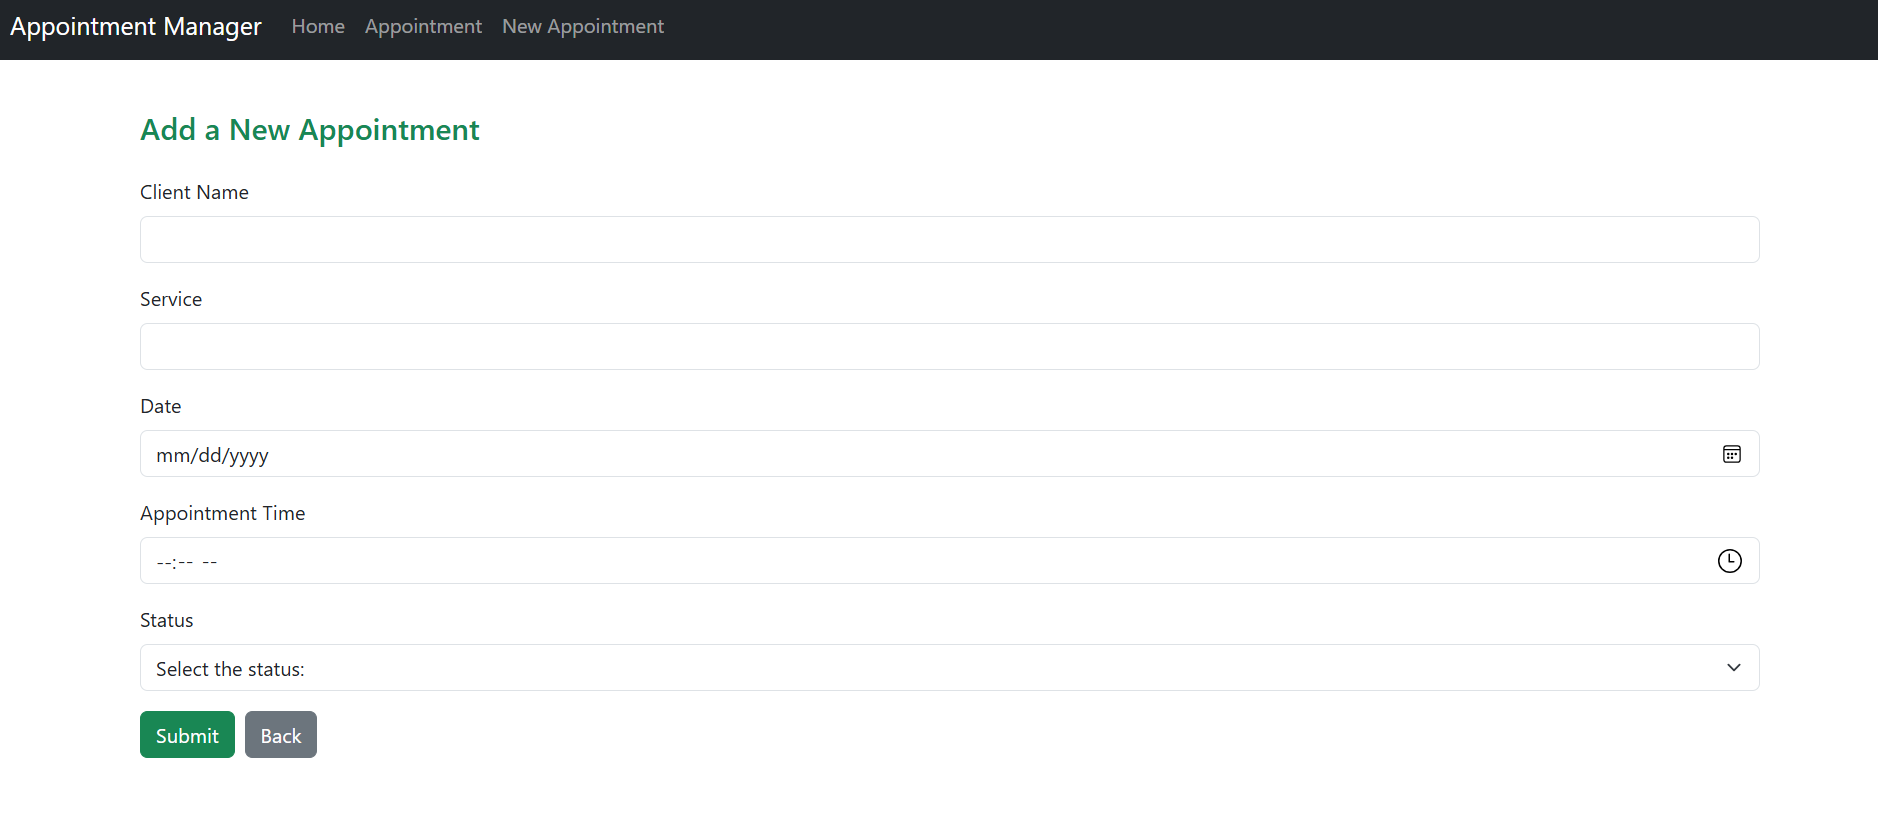 Appointment Manager Home Appointment New Appointment
Add a New Appointment
Client Name
Service
Date
mm/dd/yyyy
Appointment Time
--:-- --
Status
Select the status:
Submit Back